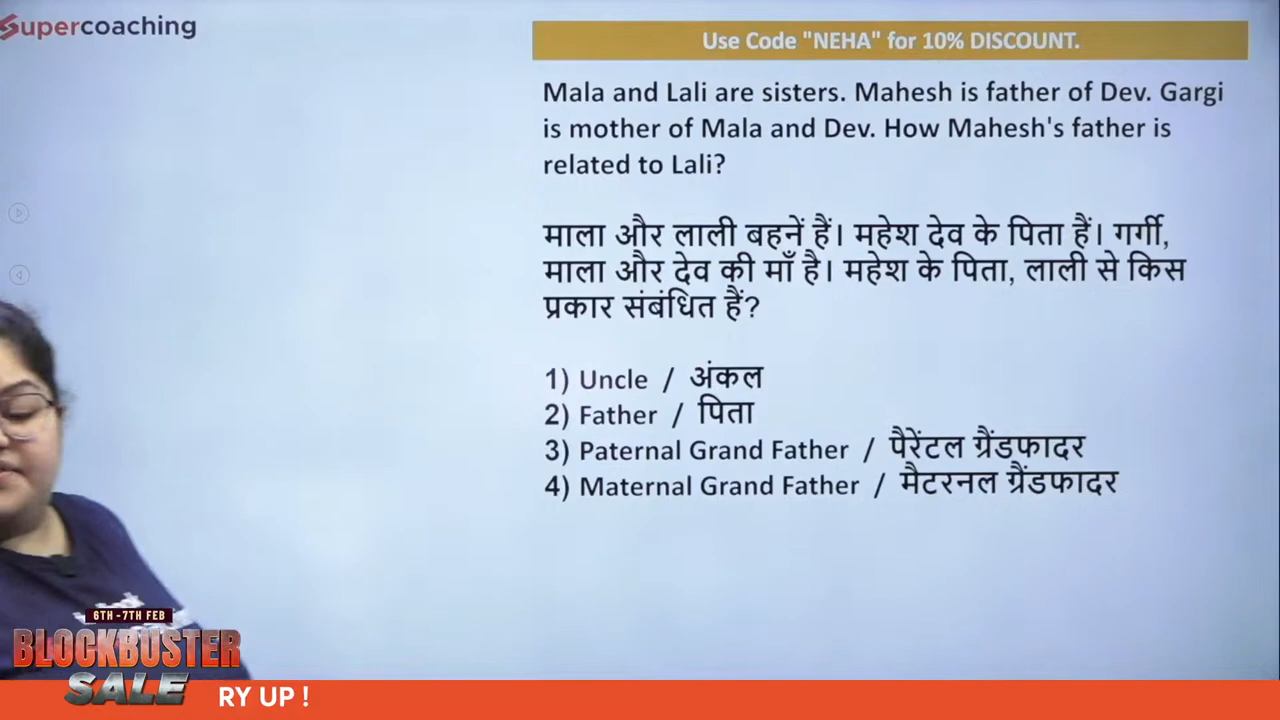 Supercoaching
Use Code "NEHA" for 10% DISCOUNT.
Mala and Lali are sisters. Mahesh is father of Dev. Gargi
is mother of Mala and Dev. How Mahesh's father is
related to Lali?
माला और लाली बहनें हैं। महेश देव के पिता हैं। गर्गी,
माला और देव की माँ है। महेश के पिता, लाली से किस
प्रकार संबंधित हैं?
1) Uncle / अंकल
2) Father / पिता
3) Paternal Grand Father / पैरेंटल ग्रैंडफादर
4) Maternal Grand Father / मैटरनल ग्रैंडफादर
6TH -7TH FEB
BLOCKBUSTER
SALE
RY UP !